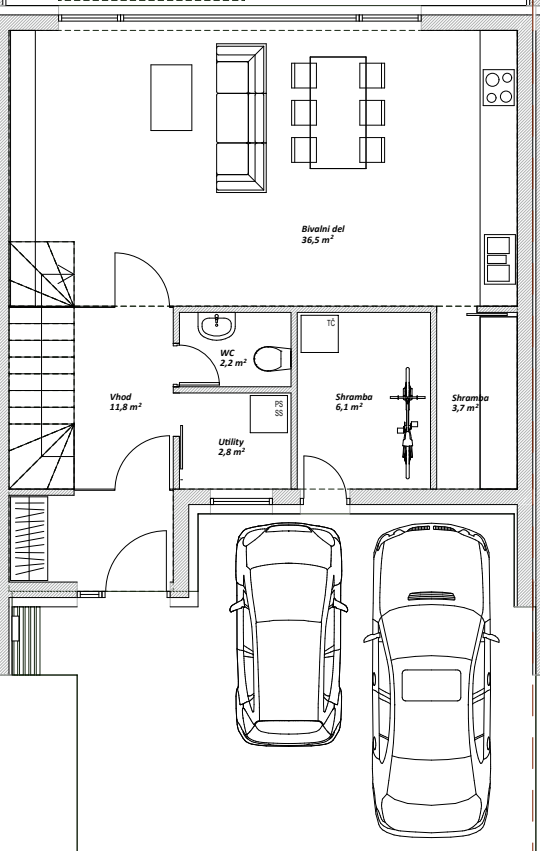 Bivalni del
36,5 m²
TČ
WC
2,2 m²
Vhod
11,8 m²
Shramba
6,1 m²
Shramba
3,7 m²
PS
SS
Utility
2,8 m²